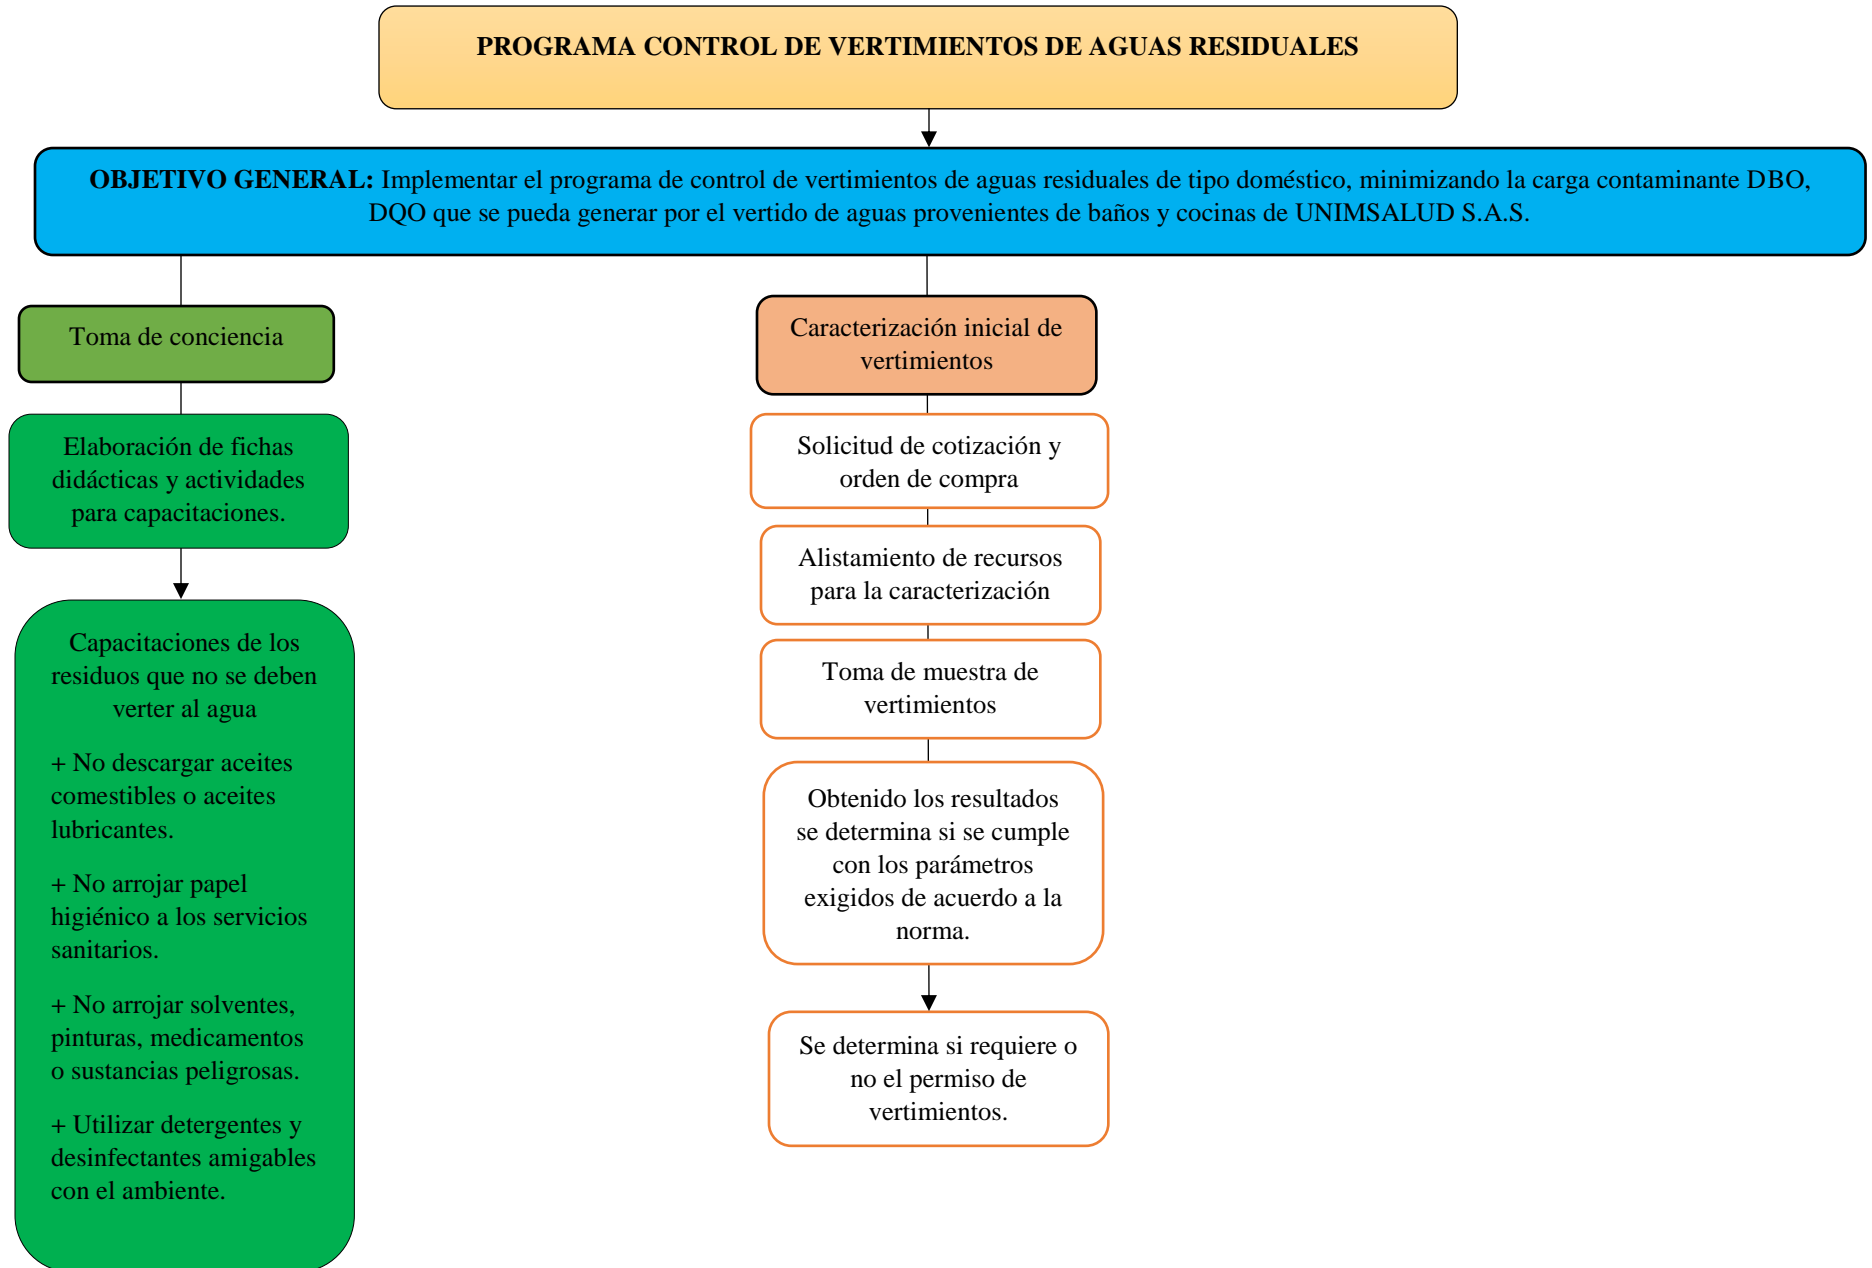 PROGRAMA CONTROL DE VERTIMIENTOS DE AGUAS RESIDUALES
OBJETIVO GENERAL: Implementar el programa de control de vertimientos de aguas residuales de tipo doméstico, minimizando la carga contaminante DBO,
DQO que se pueda generar por el vertido de aguas provenientes de baños y cocinas de UNIMSALUD S.A.S.
Toma de conciencia
Elaboración de fichas
didácticas y actividades
para capacitaciones.
Capacitaciones de los
residuos que no se deben
verter al agua
+ No descargar aceites
comestibles o aceites
lubricantes.
+ No arrojar papel
higiénico a los servicios
sanitarios.
+ No arrojar solventes,
pinturas, medicamentos
o sustancias peligrosas.
+ Utilizar detergentes y
desinfectantes amigables
con el ambiente.
Caracterización inicial de
vertimientos
Solicitud de cotización y
orden de compra
Alistamiento de recursos
para la caracterización
Toma de muestra de
vertimientos
Obtenido los resultados
se determina si se cumple
con los parámetros
exigidos de acuerdo a la
norma.
Se determina si requiere o
no el permiso de
vertimientos.